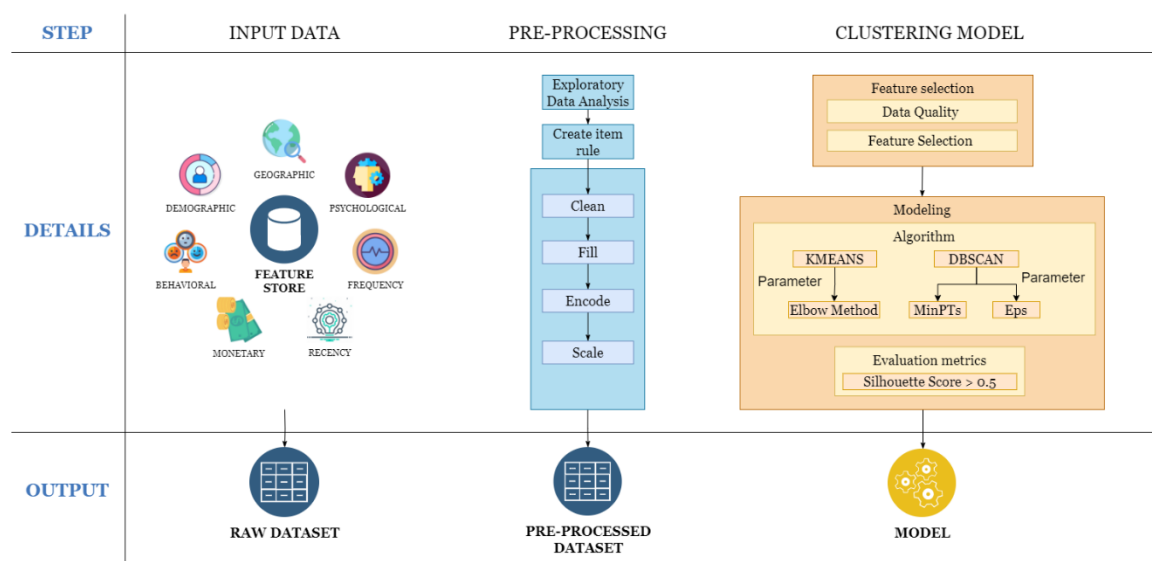 STEP
INPUT DATA
PRE-PROCESSING
CLUSTERING MODEL
DETAILS
GEOGRAPHIC
DEMOGRAPHIC
PSYCHOLOGICAL
FEATURE
STORE
BEHAVIORAL
FREQUENCY
MONETARY
RECENCY
Exploratory
Data Analysis
Create item
rule
Clean
Fill
Encode
Scale
Feature selection
Data Quality
Feature Selection
Modeling
Algorithm
KMEANS
DBSCAN
Parameter
Parameter
Elbow Method
MinPTs
Eps
Evaluation metrics
Silhouette Score > 0.5
OUTPUT
RAW DATASET
PRE-PROCESSED
DATASET
MODEL